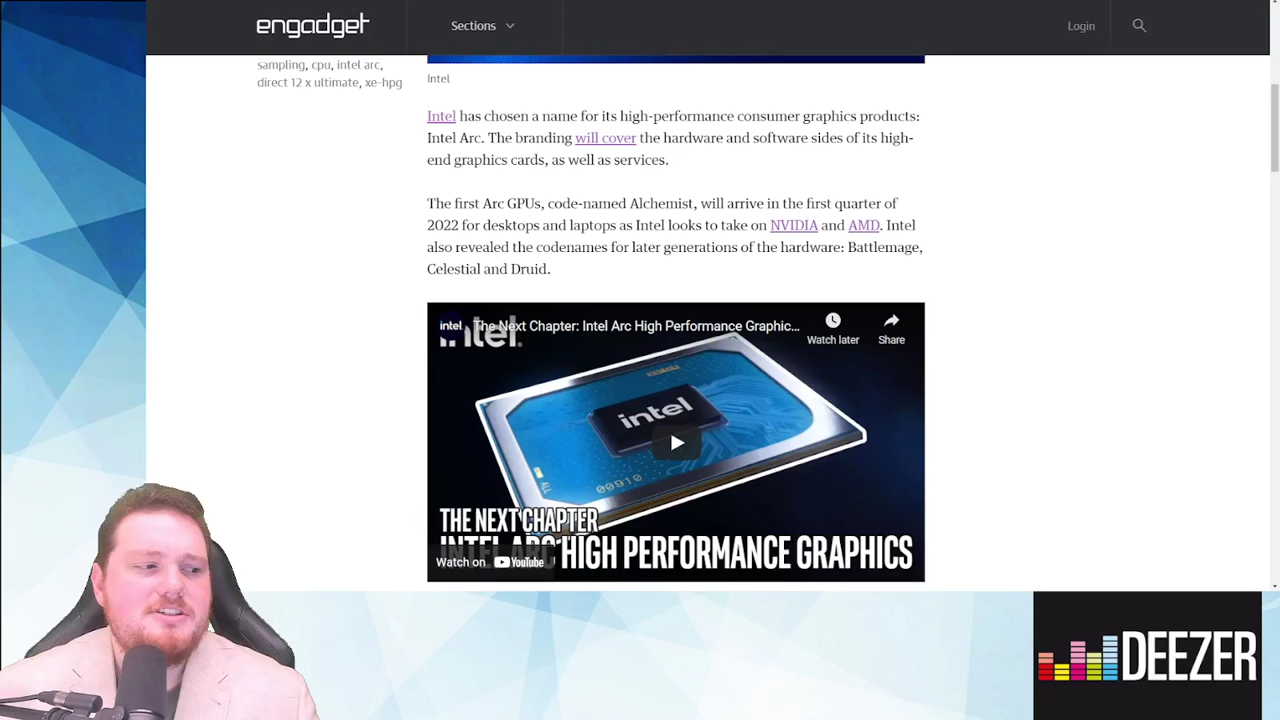 engadget
Sections
Login
sampling, cpu, intel arc,
direct 12 x ultimate, xe-hpg
Intel
Intel has chosen a name for its high-performance consumer graphics products:
Intel Arc. The branding will cover the hardware and software sides of its high-
end graphics cards, as well as services.
The first Arc GPUs, code-named Alchemist, will arrive in the first quarter of
2022 for desktops and laptops as Intel looks to take on NVIDIA and AMD. Intel
also revealed the codenames for later generations of the hardware: Battlemage,
Celestial and Druid.
intel
The Next Chapter: Intel Arc High Performance Graphic...
Watch later
Share
intel.
intel
00910
THE NEXT CHAPTER
INTEL ARC HIGH PERFORMANCE GRAPHICS
Watch on YouTube
DEEZER